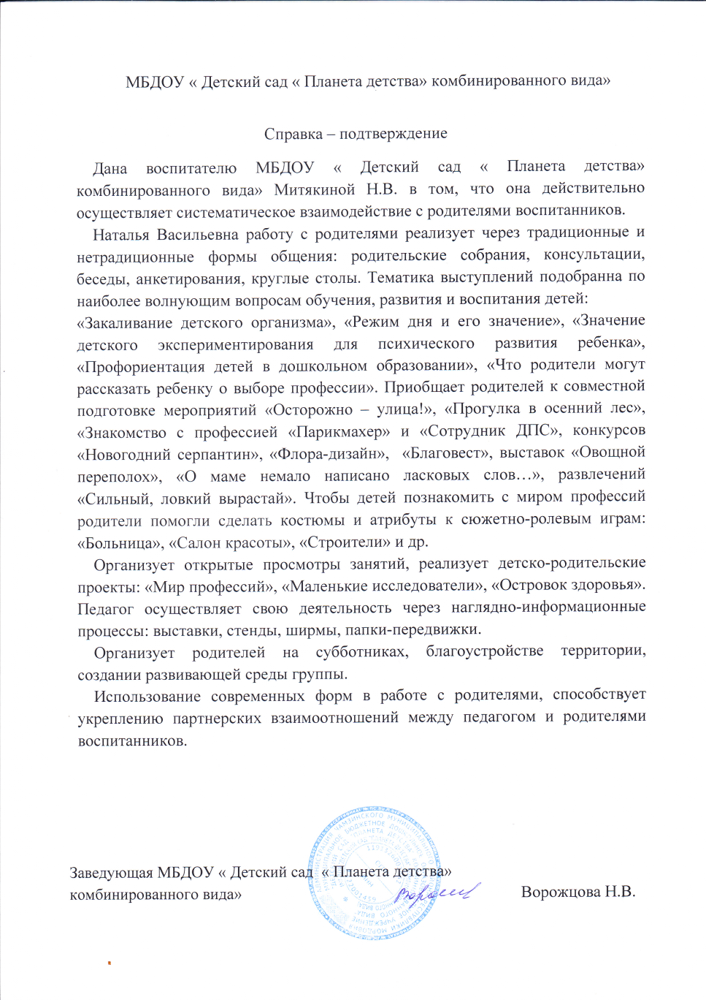 МБДОУ « Детский сад « Планета детства» комбинированного вида»
Справка – подтверждение
Дана воспитателю МБДОУ « Детский сад « Планета детства»
комбинированного вида» Митякиной Н.В. в том, что она действительно
осуществляет систематическое взаимодействие с родителями воспитанников.
Наталья Васильевна работу с родителями реализует через традиционные и
нетрадиционные формы общения: родительские собрания, консультации,
беседы, анкетирования, круглые столы. Тематика выступлений подобранна по
наиболее волнующим вопросам обучения, развития и воспитания детей:
«Закаливание детского организма», «Режим дня и его значение», «Значение
детского экспериментирования для психического развития ребенка»,
«Профориентация детей в дошкольном образовании», «Что родители могут
рассказать ребенку о выборе профессии». Приобщает родителей к совместной
подготовке мероприятий «Осторожно – улица!», «Прогулка в осенний лес»,
«Знакомство с профессией «Парикмахер» и «Сотрудник ДПС», конкурсов
«Новогодний серпантин», «Флора-дизайн», «Благовест», выставок «Овощной
переполох», «О маме немало написано ласковых слов…», развлечений
«Сильный, ловкий вырастай». Чтобы детей познакомить с миром профессий
родители помогли сделать костюмы и атрибуты к сюжетно-ролевым играм:
«Больница», «Салон красоты», «Строители» и др.
Организует открытые просмотры занятий, реализует детско-родительские
проекты: «Мир профессий», «Маленькие исследователи», «Островок здоровья».
Педагог осуществляет свою деятельность через наглядно-информационные
процессы: выставки, стенды, ширмы, папки-передвижки.
Организует родителей на субботниках, благоустройстве территории,
создании развивающей среды группы.
Использование современных форм в работе с родителями, способствует
укреплению партнерских взаимоотношений между педагогом и родителями
воспитанников.
Заведующая МБДОУ « Детский сад « Планета детства»
комбинированного вида» Ворожцова Н.В.